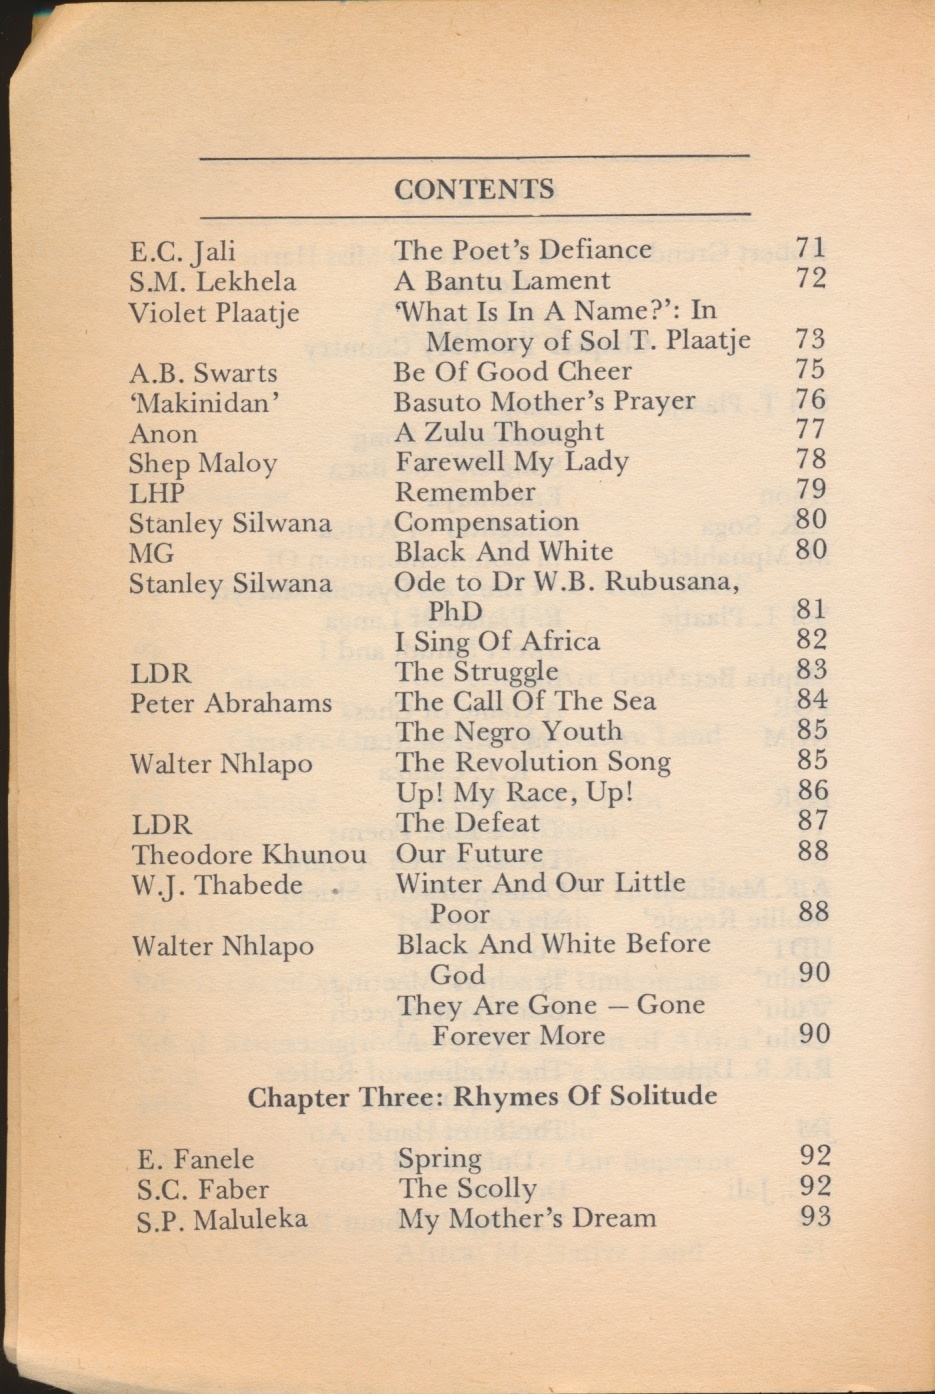 CONTENTS
E.C. Jali The Poet's Defiance 71
S.M. Lekhela A Bantu Lament 72
Violet Plaatje ‘What Is In A Name?’: In
Memory of Sol T. Plaatje 73
A.B. Swarts Be Of Good Cheer 75
‘Makinidan’ Basuto Mother's Prayer 76
Anon A Zulu Thought 77
Shep Maloy Farewell My Lady 78
LHP Remember 79
Stanley Silwana Compensation 80
MG Black And White 80
Stanley Silwana Ode to Dr W.B. Rubusana,
PhD 81
I Sing Of Africa 82
LDR The Struggle 83
Peter Abrahams The Call Of The Sea 84
The Negro Youth 85
Walter Nhlapo The Revolution Song 85
Up! My Race, Up! 86
LDR The Defeat 87
Theodore Khunou Our Future 88
W.J. Thabede Winter And Our Little
Poor 88
Walter Nhlapo Black And White Before
God 90
They Are Gone – Gone
Forever More 90
Chapter Three: Rhymes Of Solitude
E. Fanele Spring 92
S.C. Faber The Scolly 92
S.P. Maluleka My Mother's Dream 93